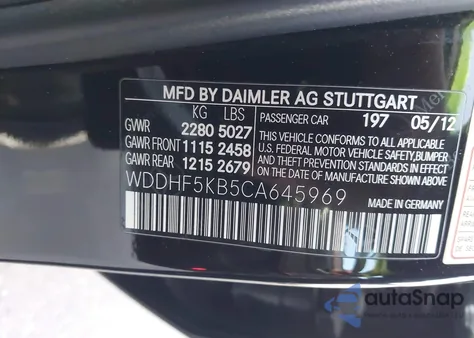 MFD BY DAIMLER AG STUTTGART
KG LBS PASSENGER CAR 197 05/12
GVWR 2280 5027
GAWR FRONT 1115 2458
GAWR REAR 1215 2679
THIS VEHICLE CONFORMS TO ALL APPLICABLE
U.S. FEDERAL MOTOR VEHICLE SAFETY,BUMPER
AND THEFT PREVENTION STANDARDS IN EFFECT
ON THE DATE OF MANUFACTURE SHOWN ABOVE
WDDHF5KB5CA645969
MADE IN GERMANY
autoSnap